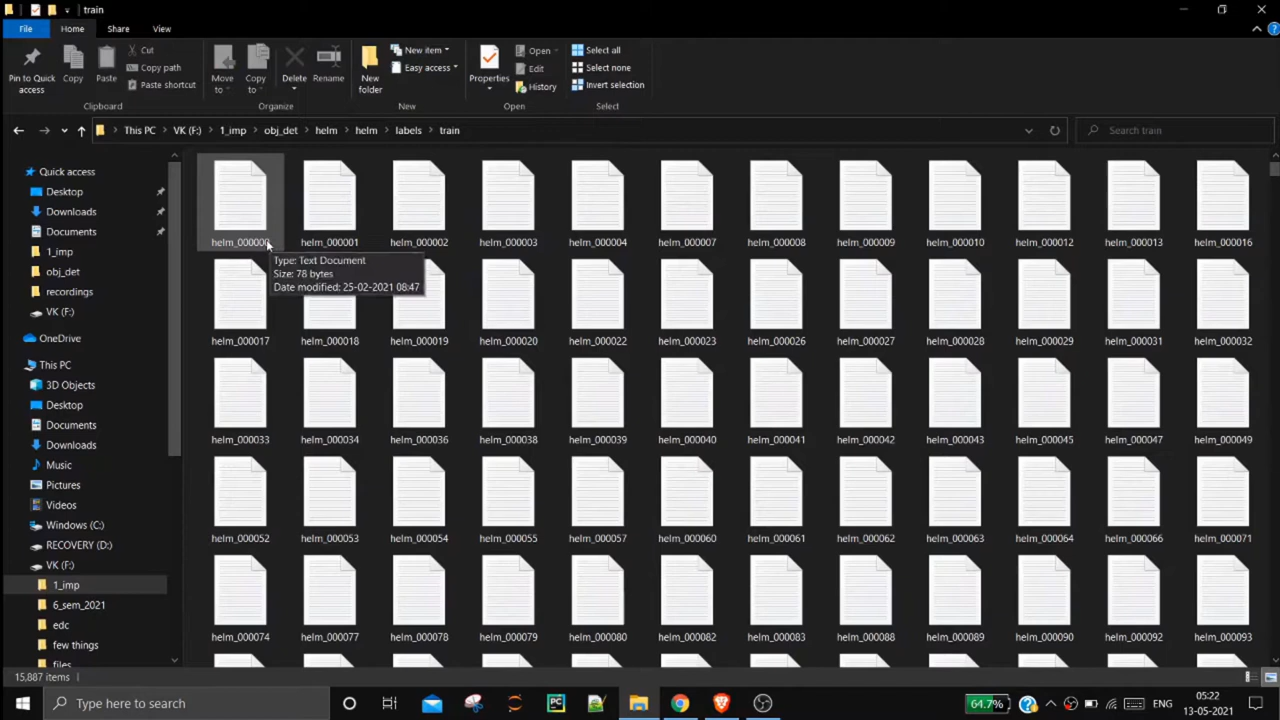 train
File
Home
Share
View
Pin to Quick access
Copy
Paste
Cut
Copy path
Paste shortcut
Clipboard
Move to
Copy to
Delete
Rename
Organize
New folder
New item
Easy access
New
Properties
Open
Edit
History
Open
Select all
Select none
Invert selection
Select
This PC > VK (F:) > 1_imp > obj_det > helm > helm > labels > train
Search train
Quick access
Desktop
Downloads
Documents
1_imp
obj_det
recordings
VK (F:)
OneDrive
This PC
3D Objects
Desktop
Documents
Downloads
Music
Pictures
Videos
Windows (C:)
RECOVERY (D:)
VK (F:)
1_imp
6_sem_2021
edc
few things
files
helm_000000 helm_000001 helm_000002 helm_000003 helm_000004 helm_000007 helm_000008 helm_000009 helm_000010 helm_000012 helm_000013 helm_000016
Type: Text Document
Size: 78 bytes
Date modified: 25-02-2021 08:47
helm_000017 helm_000018 helm_000019 helm_000020 helm_000022 helm_000023 helm_000026 helm_000027 helm_000028 helm_000029 helm_000031 helm_000032
helm_000033 helm_000034 helm_000036 helm_000038 helm_000039 helm_000040 helm_000041 helm_000042 helm_000043 helm_000045 helm_000047 helm_000049
helm_000052 helm_000053 helm_000054 helm_000055 helm_000057 helm_000060 helm_000061 helm_000062 helm_000063 helm_000064 helm_000066 helm_000071
helm_000074 helm_000077 helm_000078 helm_000079 helm_000080 helm_000082 helm_000083 helm_000088 helm_000089 helm_000090 helm_000092 helm_000093
15,887 items
Type here to search
PC
64.7%
ENG
05:22
13-05-2021